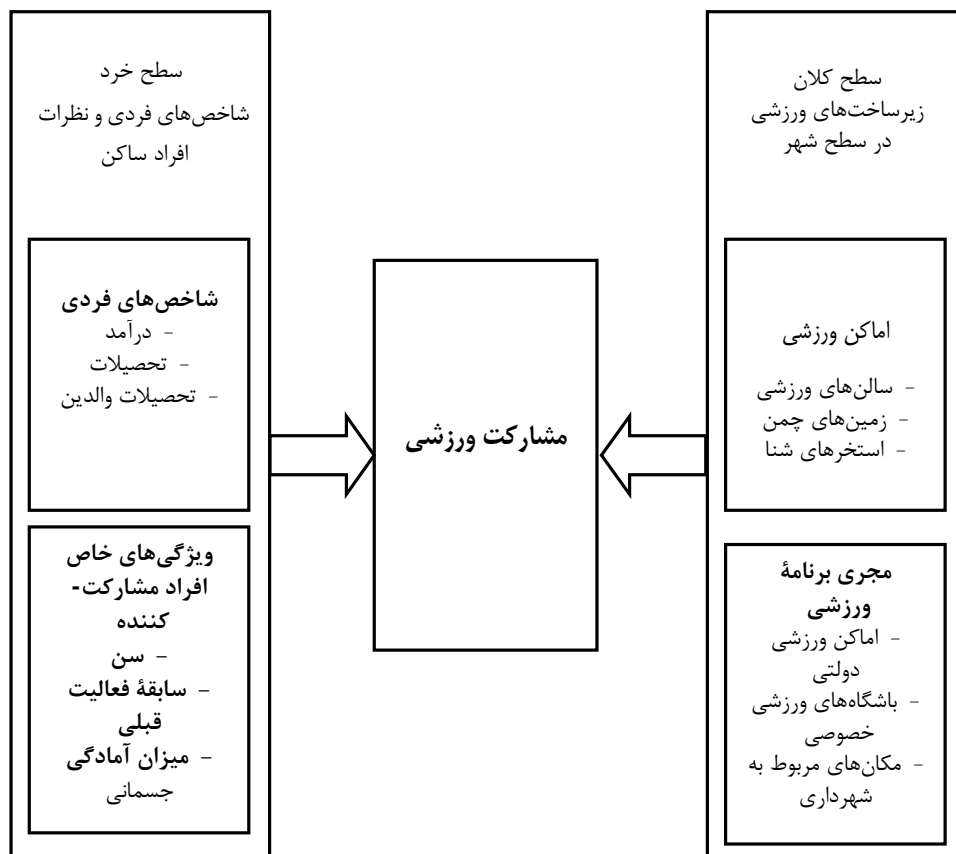 سطح کلان
زیرساخت‌های ورزشی
در سطح شهر
اماکن ورزشی
- سالن‌های ورزشی
- زمین‌های چمن
- استخرهای شنا
مجری برنامهٔ
ورزشی
- اماکن ورزشی
دولتی
- باشگاه‌های ورزشی
خصوصی
- مکان‌های مربوط به
شهرداری
مشارکت ورزشی
سطح خرد
شاخص‌های فردی و نظرات
افراد ساکن
شاخص‌های فردی
- درآمد
- تحصیلات
- تحصیلات والدین
ویژگی‌های خاص
افراد مشارکت-
کننده
- سن
- سابقهٔ فعالیت
قبلی
- میزان آمادگی
جسمانی